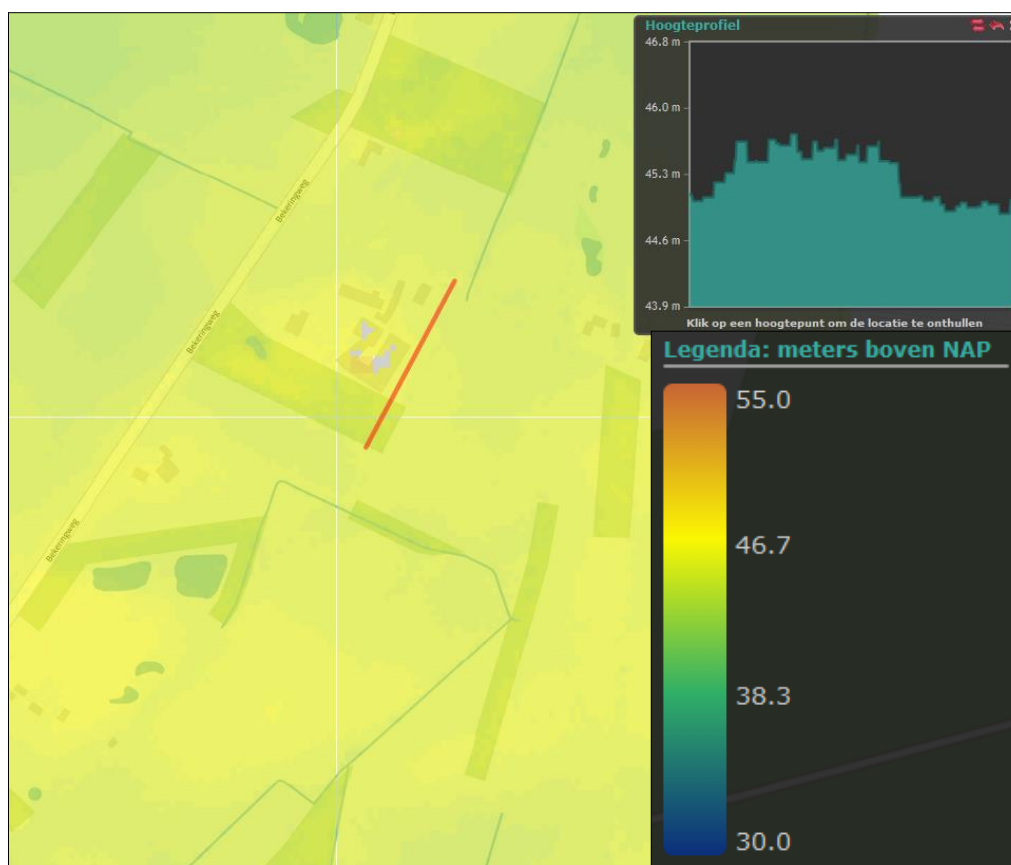 Hoogteprofiel
46.8 m
46.0 m
45.3 m
44.6 m
43.9 m
Klik op een hoogtepunt om de locatie te onthullen
Legenda: meters boven NAP
55.0
46.7
38.3
30.0
Bekeringweg
Bekeringweg
Bekeringweg